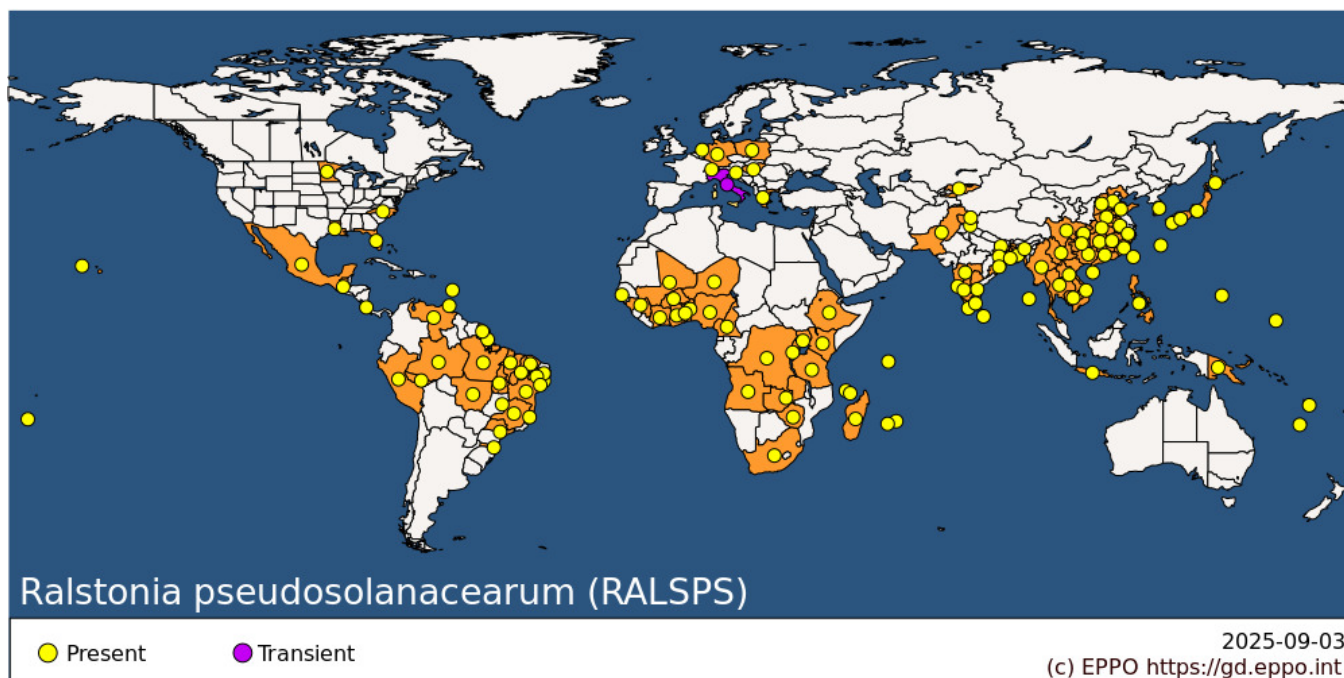 Ralstonia pseudosolanacearum (RALSPS)
Present
Transient
2025-09-03
(c) EPPO https://gd.eppo.int